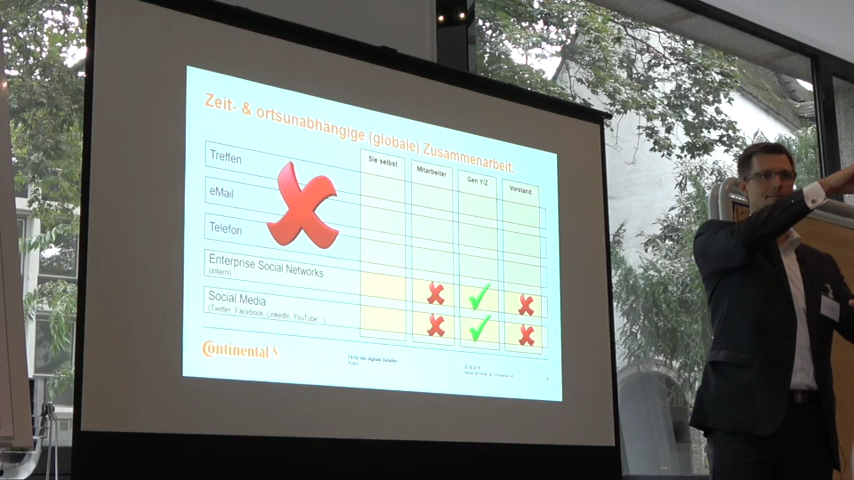 Zeit- & ortsunabhängige (globale) Zusammenarbeit:
Sie selbst
Mitarbeiter
Gen Y/Z
Vorstand
Treffen
eMail
Telefon
Enterprise Social Networks
(intern)
Social Media
(Twitter, Facebook, LinkedIn, YouTube ...)
Continental